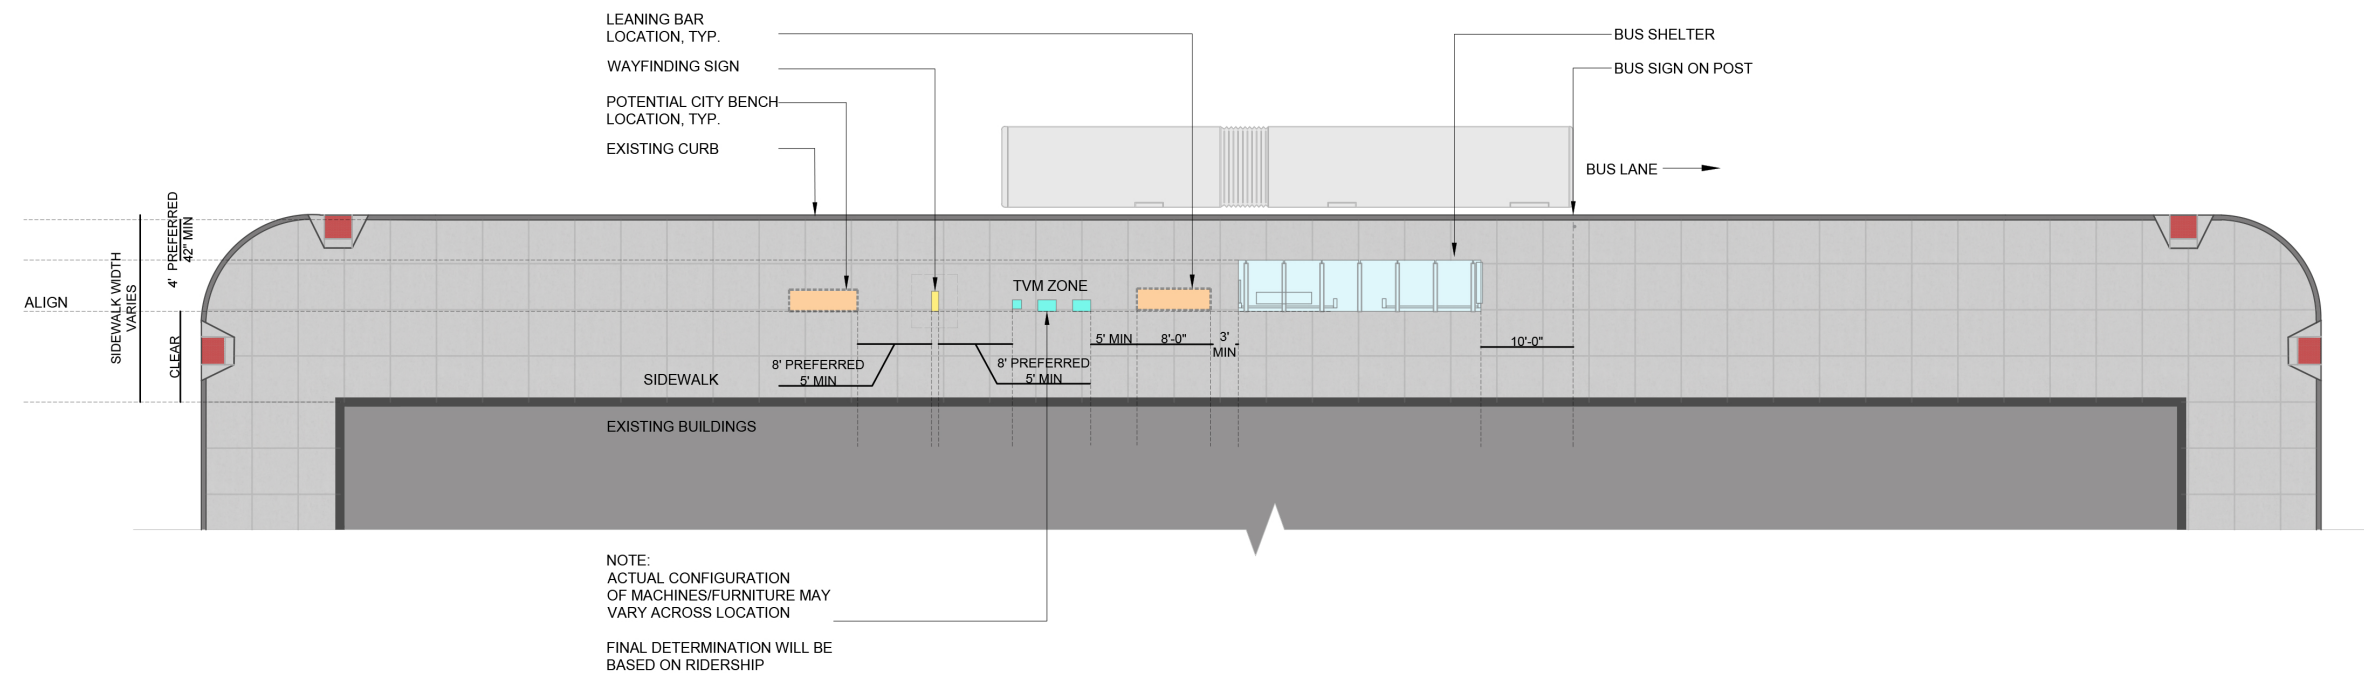 LEANING BAR
LOCATION, TYP.
WAYFINDING SIGN
POTENTIAL CITY BENCH
LOCATION, TYP.
EXISTING CURB
BUS SHELTER
BUS SIGN ON POST
BUS LANE
4' PREFERRED
42" MIN
SIDEWALK WIDTH
VARIES
ALIGN
CLEAR
TVM ZONE
8' PREFERRED
5' MIN
8' PREFERRED
5' MIN
5' MIN
8'-0"
3'
MIN
10'-0"
SIDEWALK
EXISTING BUILDINGS
NOTE:
ACTUAL CONFIGURATION
OF MACHINES/FURNITURE MAY
VARY ACROSS LOCATION
FINAL DETERMINATION WILL BE
BASED ON RIDERSHIP